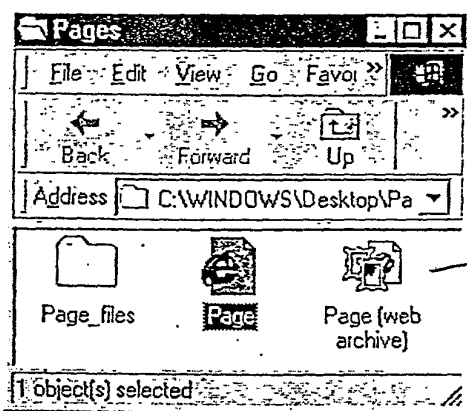 Pages
File Edit View Go Favor »
Back Forward Up »
Address C:\WINDOWS\Desktop\Pa
Page_files Page Page (web
archive)
1 object(s) selected